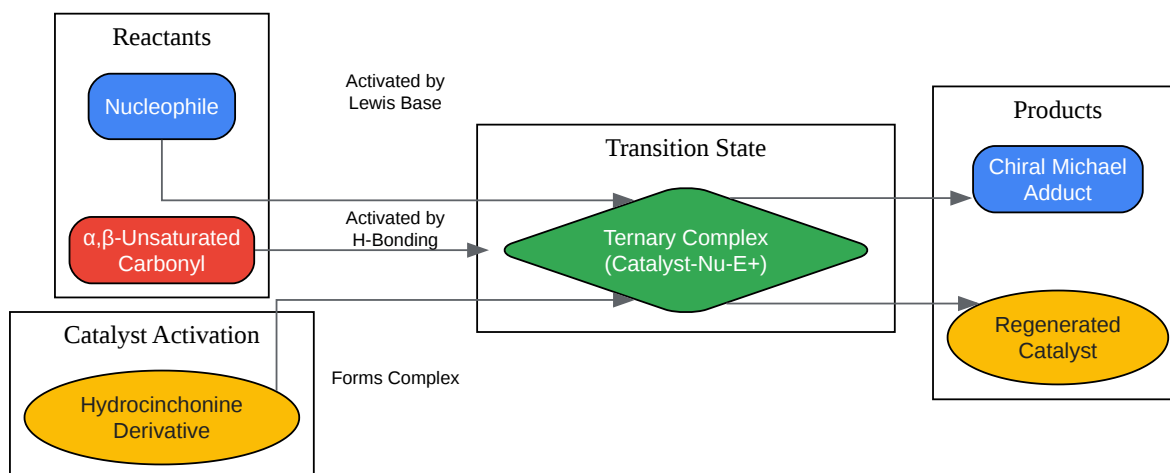 Reactants
Nucleophile
α,β-Unsaturated
Carbonyl
Catalyst Activation
Hydrocinchonine
Derivative
Activated by
Lewis Base
Activated by
H-Bonding
Forms Complex
Transition State
Ternary Complex
(Catalyst-Nu-E+)
Products
Chiral Michael
Adduct
Regenerated
Catalyst